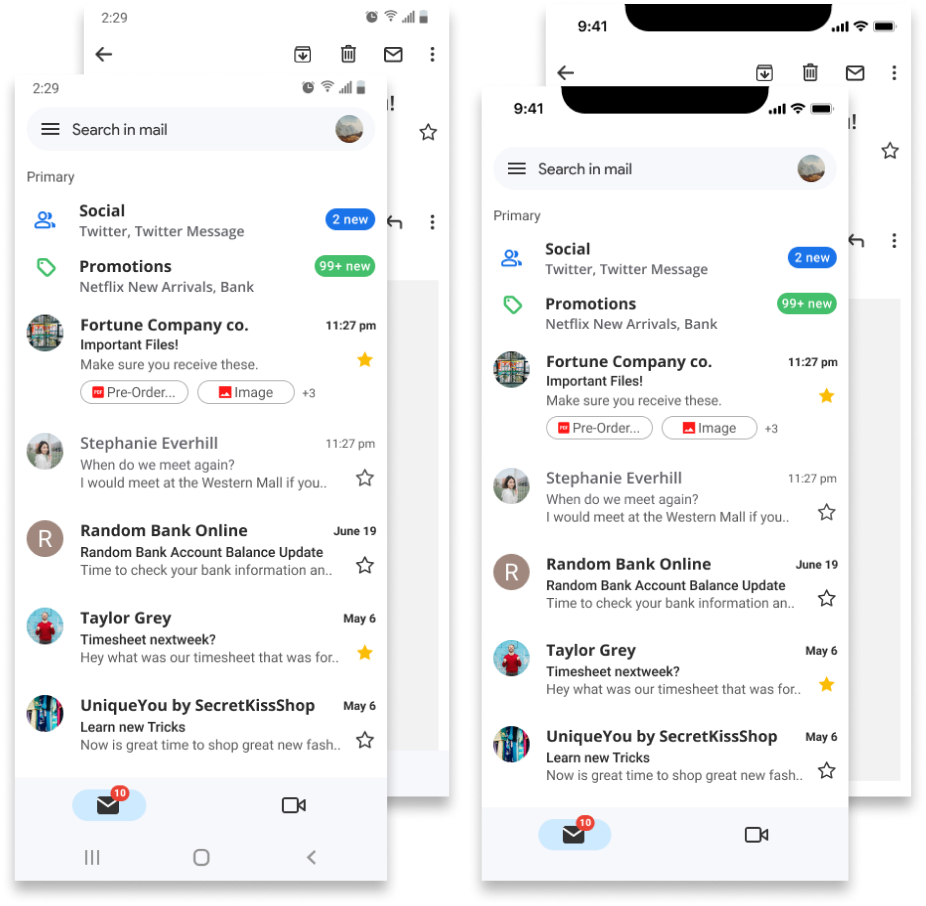 2:29
!
2:29
Search in mail
Primary
Social
2 new
Twitter, Twitter Message
Promotions
99+ new
Netflix New Arrivals, Bank
Fortune Company co.
11:27 pm
Important Files!
Make sure you receive these.
PDF
Pre-Order...
Image
+3
Stephanie Everhill
11:27 pm
When do we meet again?
I would meet at the Western Mall if you..
R
Random Bank Online
June 19
Random Bank Account Balance Update
Time to check your bank information an..
Taylor Grey
May 6
Timesheet nextweek?
Hey what was our timesheet that was for..
UniqueYou by SecretKissShop
May 6
Learn new Tricks
Now is great time to shop great new fash..
10
9:41
!
9:41
Search in mail
Primary
Social
2 new
Twitter, Twitter Message
Promotions
99+ new
Netflix New Arrivals, Bank
Fortune Company co.
11:27 pm
Important Files!
Make sure you receive these.
PDF
Pre-Order...
Image
+3
Stephanie Everhill
11:27 pm
When do we meet again?
I would meet at the Western Mall if you..
R
Random Bank Online
June 19
Random Bank Account Balance Update
Time to check your bank information an..
Taylor Grey
May 6
Timesheet nextweek?
Hey what was our timesheet that was for..
UniqueYou by SecretKissShop
May 6
Learn new Tricks
Now is great time to shop great new fash..
10